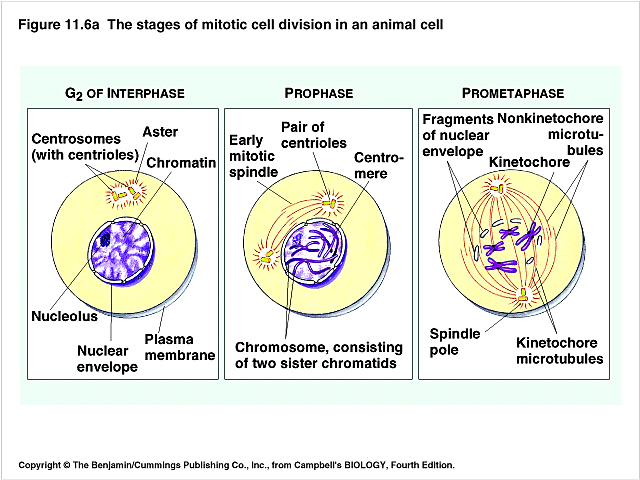 Figure 11.6a  The stages of mitotic cell division in an animal cell
G2 OF INTERPHASE
Centrosomes
(with centrioles)
Aster
Chromatin
Nucleolus
Nuclear
envelope
Plasma
membrane
PROPHASE
Early
mitotic
spindle
Pair of
centrioles
Centro-
mere
Chromosome, consisting
of two sister chromatids
PROMETAPHASE
Fragments
of nuclear
envelope
Nonkinetochore
microtu-
bules
Kinetochore
Spindle
pole
Kinetochore
microtubules
Copyright © The Benjamin/Cummings Publishing Co., Inc., from Campbell's BIOLOGY, Fourth Edition.